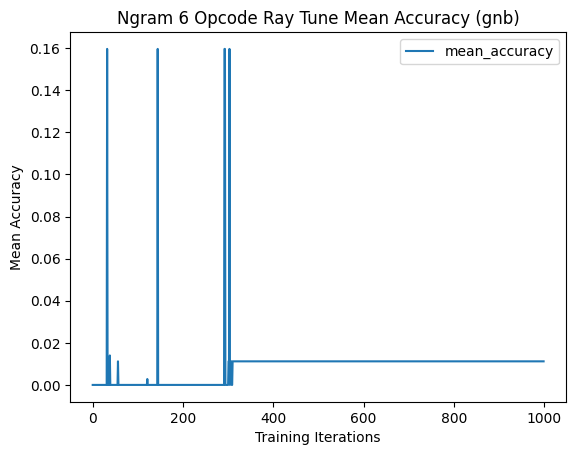 Ngram 6 Opcode Ray Tune Mean Accuracy (gnb)
mean_accuracy
Mean Accuracy
0.16
0.14
0.12
0.10
0.08
0.06
0.04
0.02
0.00
0 200 400 600 800 1000
Training Iterations